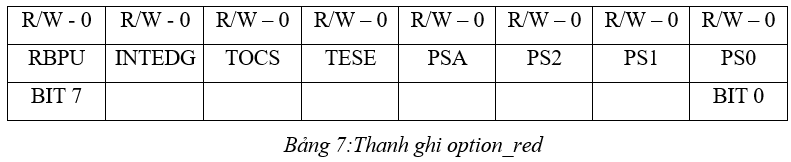 R/W - 0 R/W - 0 R/W – 0 R/W – 0 R/W – 0 R/W – 0 R/W – 0 R/W – 0
RBPU INTEDG TOCS TESE PSA PS2 PS1 PS0
BIT 7 BIT 0
Bảng 7:Thanh ghi option_red